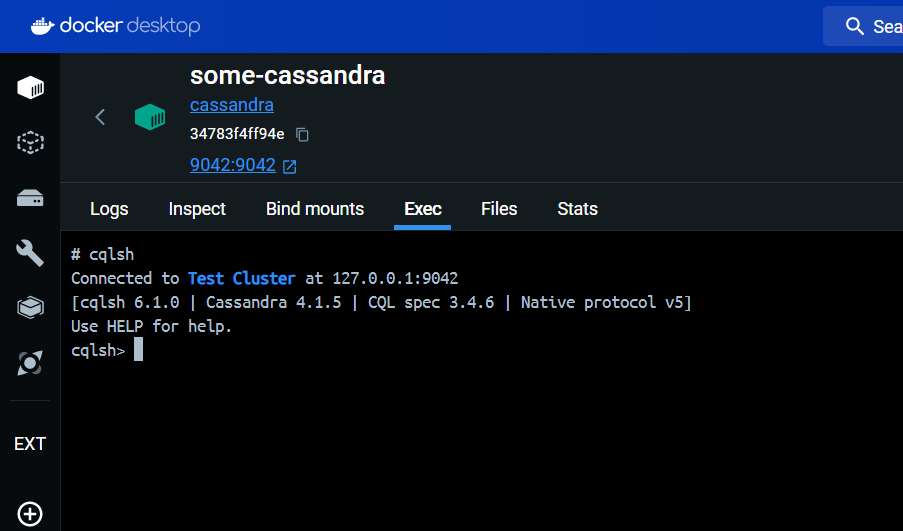 docker desktop
Sea
some-cassandra
cassandra
34783f4ff94e
9042:9042
Logs Inspect Bind mounts Exec Files Stats
# cqlsh
Connected to Test Cluster at 127.0.0.1:9042
[cqlsh 6.1.0 | Cassandra 4.1.5 | CQL spec 3.4.6 | Native protocol v5]
Use HELP for help.
cqlsh>
EXT